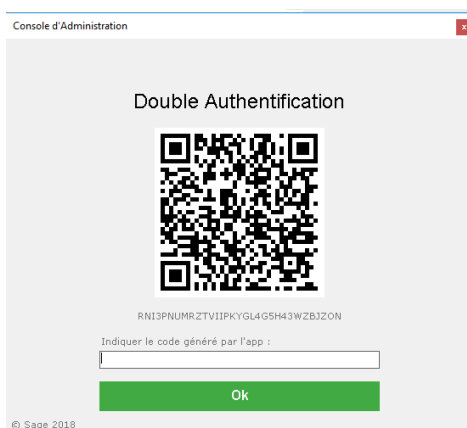 Console d'Administration
x
Double Authentification
RNI3PNUMRZTVIIPKYGL4G5H43WZBJZON
Indiquer le code généré par l'app :
Ok
© Sage 2018